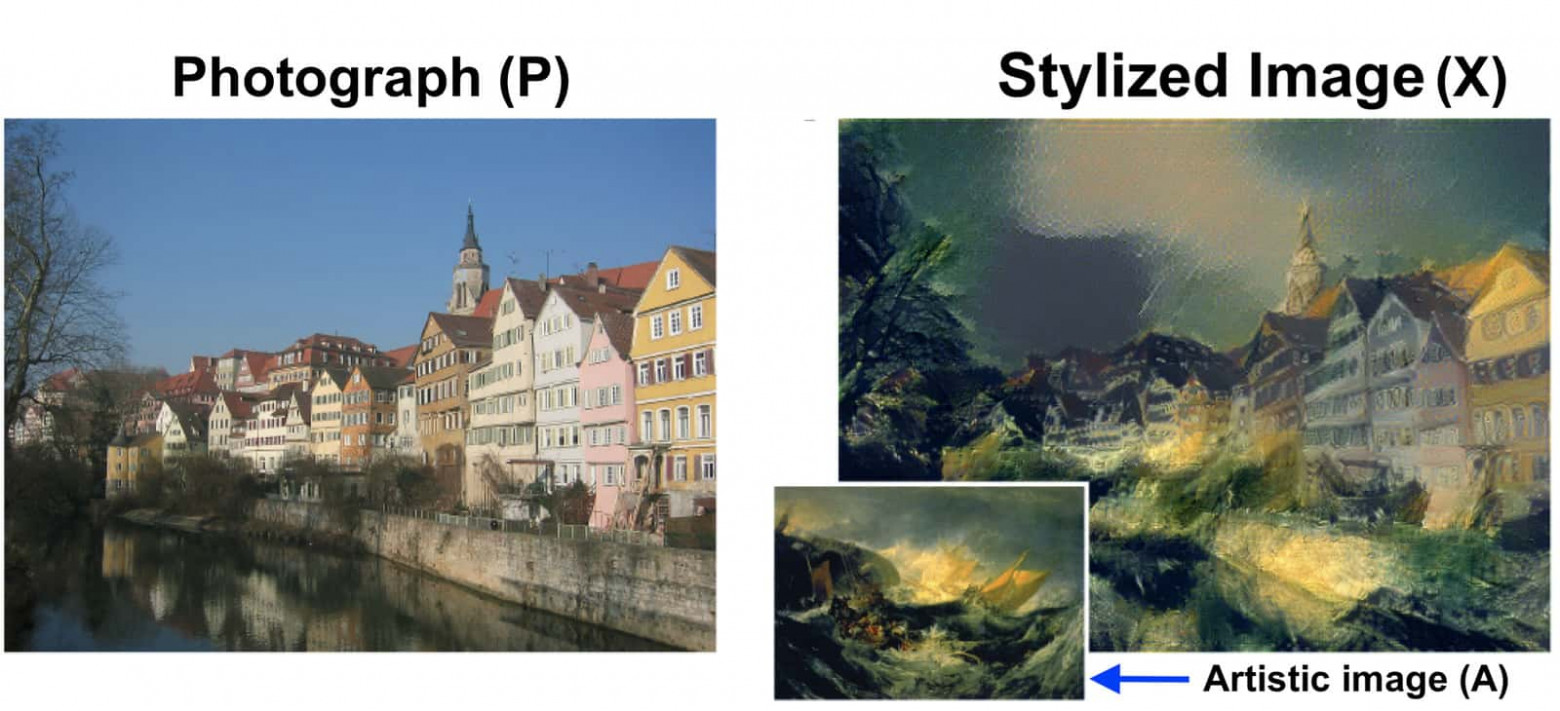 Photograph (P)
Stylized Image (X)
Artistic image (A)